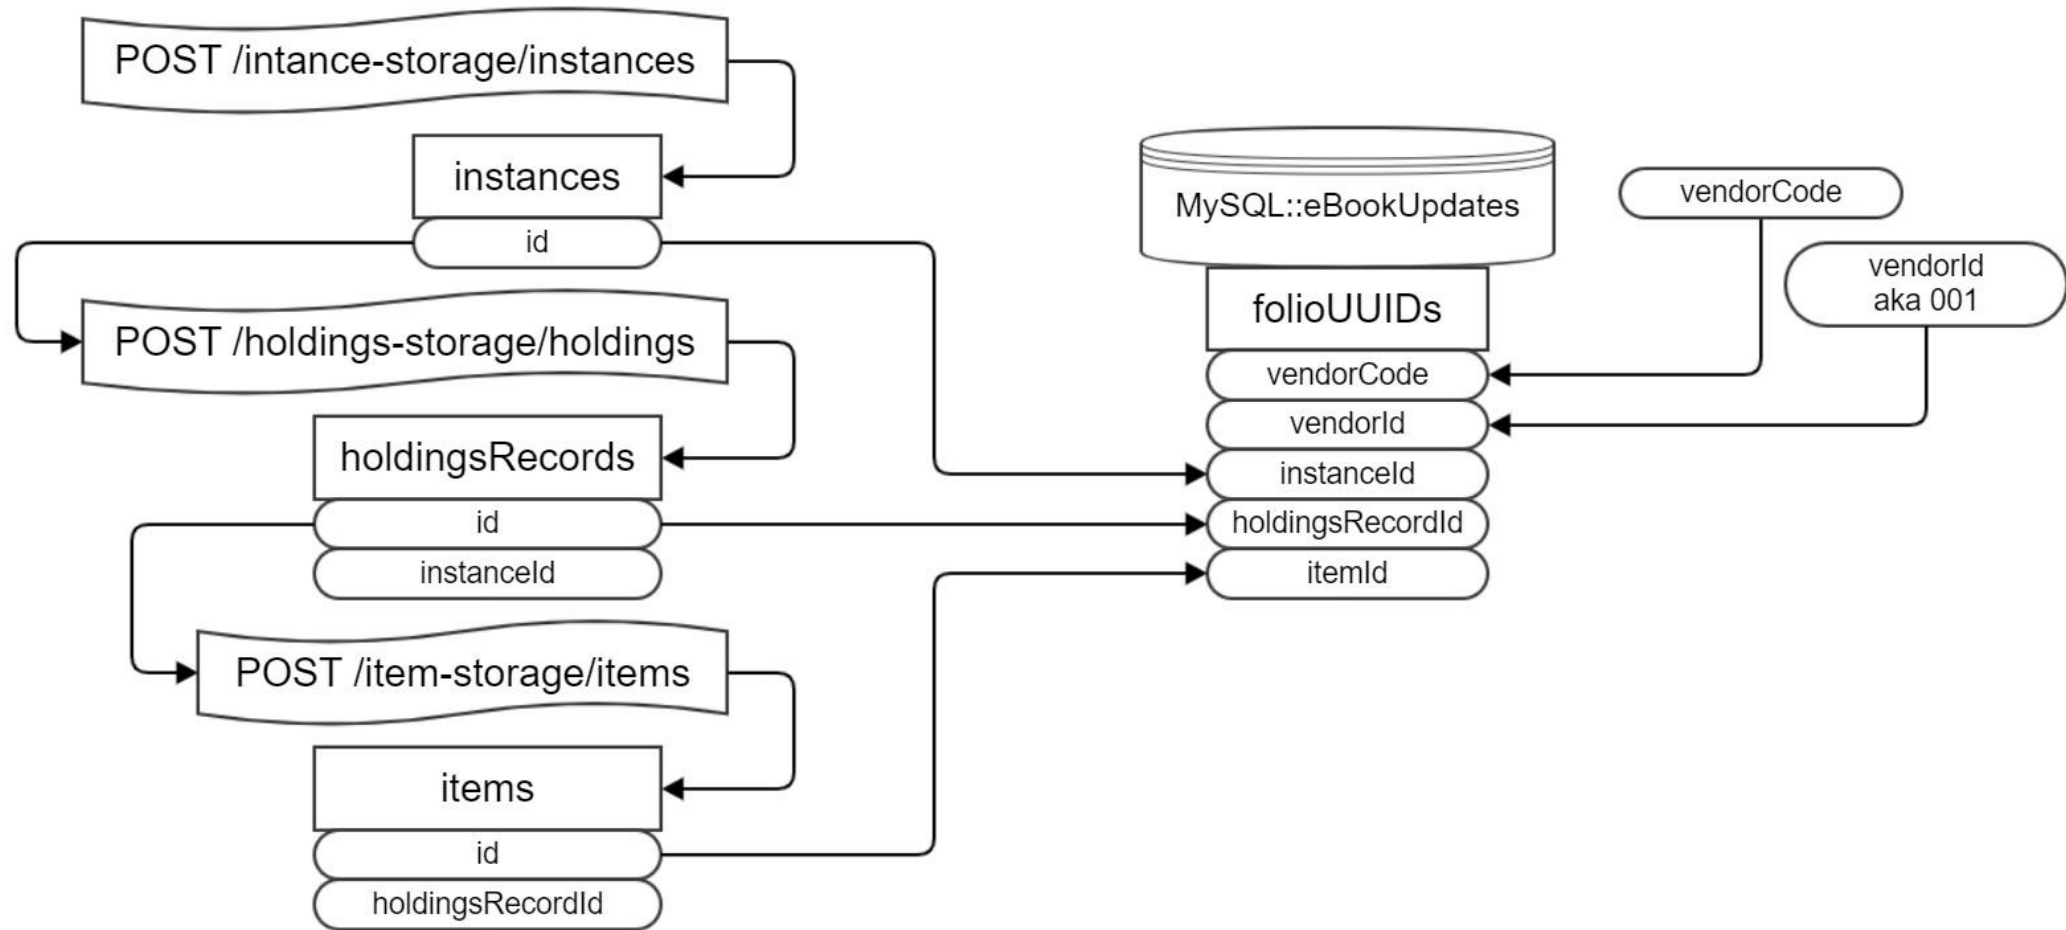 POST /intance-storage/instances
instances
id
POST /holdings-storage/holdings
holdingsRecords
id
instanceId
POST /item-storage/items
items
id
holdingsRecordId
MySQL::eBookUpdates
folioUUIDs
vendorCode
vendorId
instanceId
holdingsRecordId
itemId
vendorCode
vendorId
aka 001